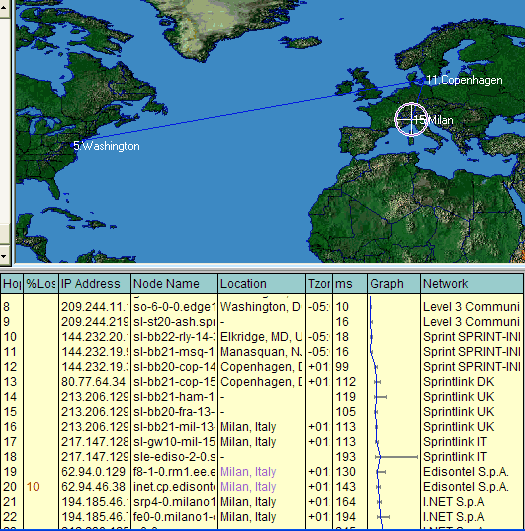 11.Copenhagen
15.Milan
5.Washington
Hop %Los IP Address Node Name Location Tzor ms Graph Network
8 209.244.11. so-6-0-0.edge1 Washington, D -05: 10 Level 3 Communi
9 209.244.219 sl-st20-ash.spr - 16 Level 3 Communi
10 144.232.20. sl-bb22-rly-14- Elkridge, MD, U -05: 18 Sprint SPRINT-INI
11 144.232.19. sl-bb21-msq-1 Manasquan, N. -05: 16 Sprint SPRINT-INI
12 144.232.19. sl-bb20-cop-14 Copenhagen, D +01 99 Sprint SPRINT-INI
13 80.77.64.34 sl-bb21-cop-15 Copenhagen, D +01 112 Sprintlink DK
14 213.206.129 sl-bb21-ham-1 - 119 Sprintlink UK
15 213.206.129 sl-bb20-fra-13- - 105 Sprintlink UK
16 213.206.129 sl-bb21-mil-13- Milan, Italy +01 116 Sprintlink UK
17 217.147.128 sl-gw10-mil-15 Milan, Italy +01 113 Sprintlink IT
18 217.147.128 sle-ediso-2-0.s - 193 Sprintlink IT
19 62.94.0.129 f8-1-0.rm1.ee.e Milan, Italy +01 130 Edisontel S.p.A.
20 10 62.94.46.38 inet.cp.edisont Milan, Italy +01 143 Edisontel S.p.A.
21 194.185.46. srp4-0.milano1 Milan, Italy +01 164 I.NET S.p.A
22 194.185.46. fe0-0.milano1- Milan, Italy +01 194 I.NET S.p.A